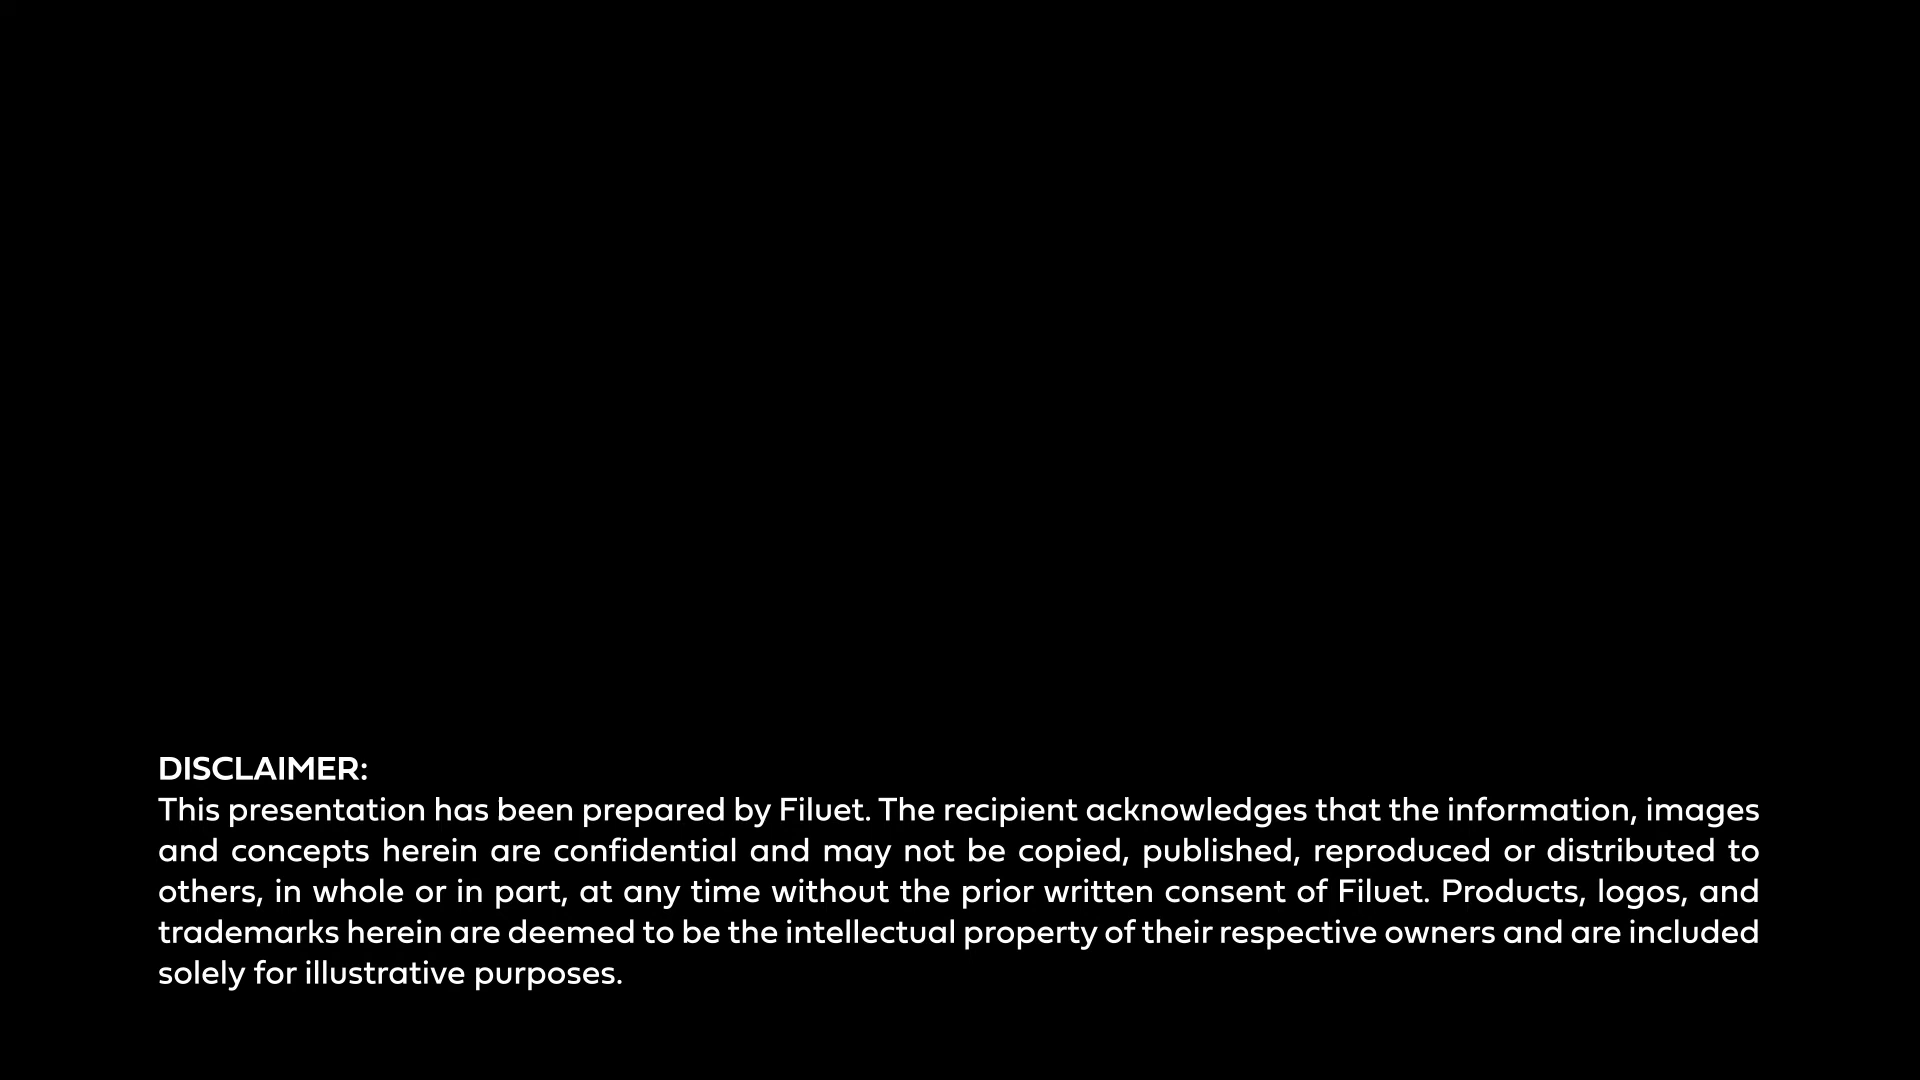 DISCLAIMER:
This presentation has been prepared by Filuet. The recipient acknowledges that the information, images
and concepts herein are confidential and may not be copied, published, reproduced or distributed to
others, in whole or in part, at any time without the prior written consent of Filuet. Products, logos, and
trademarks herein are deemed to be the intellectual property of their respective owners and are included
solely for illustrative purposes.